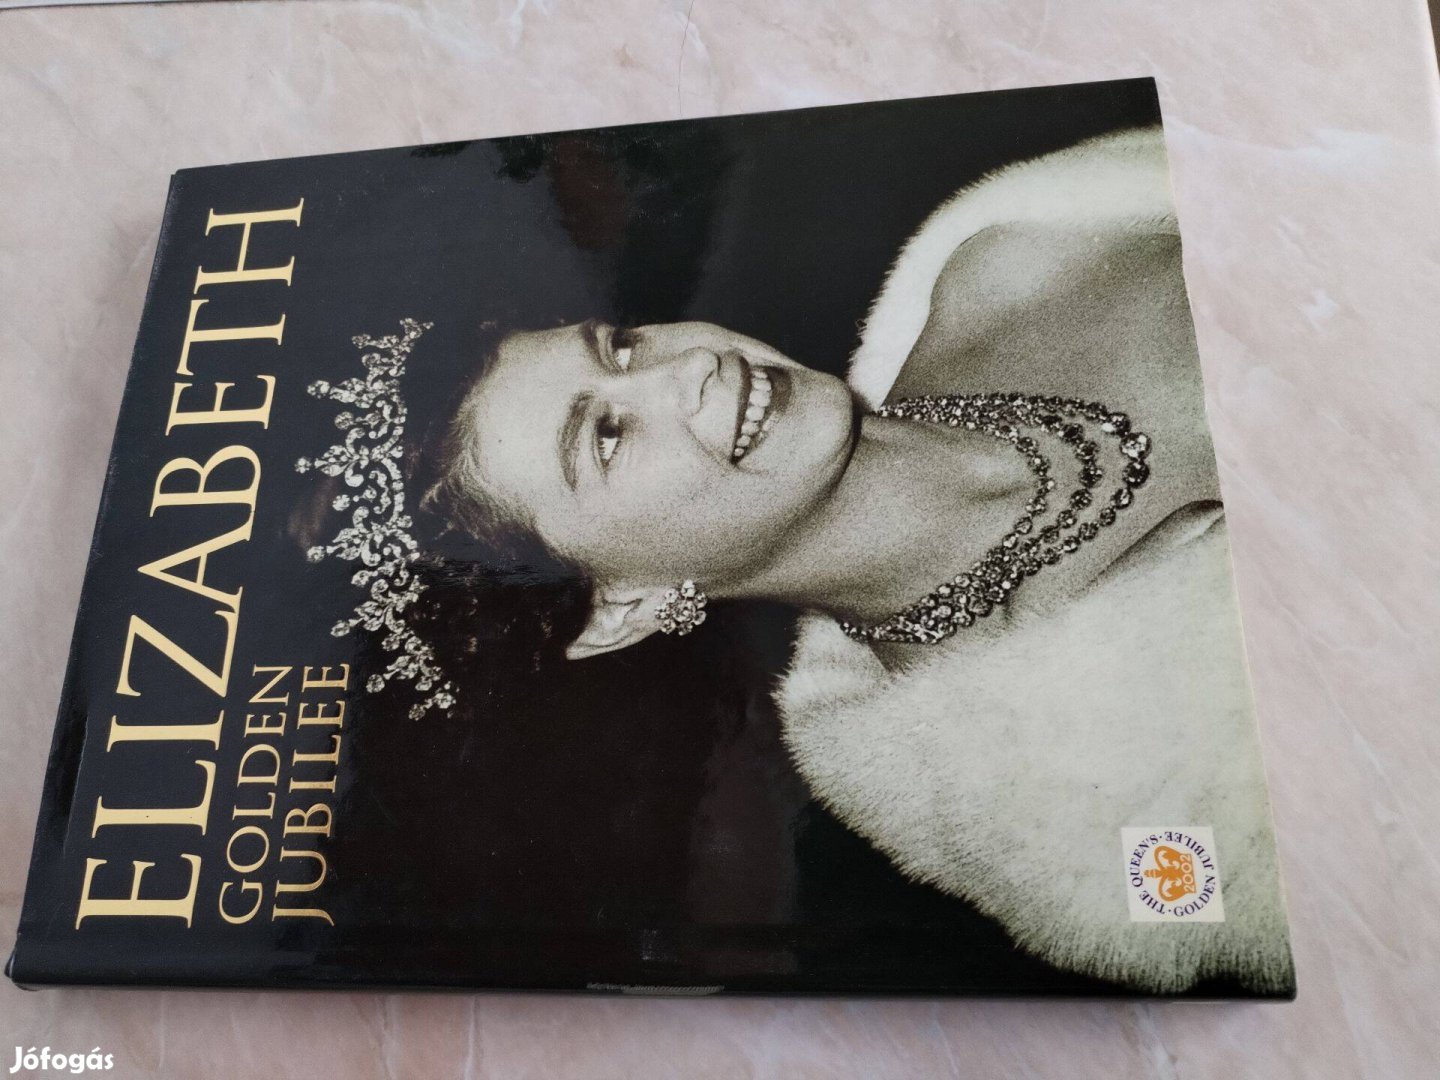 ELIZABETH
GOLDEN
JUBILEE
THE QUEEN'S
2002
GOLDEN JUBILEE
Jófogás